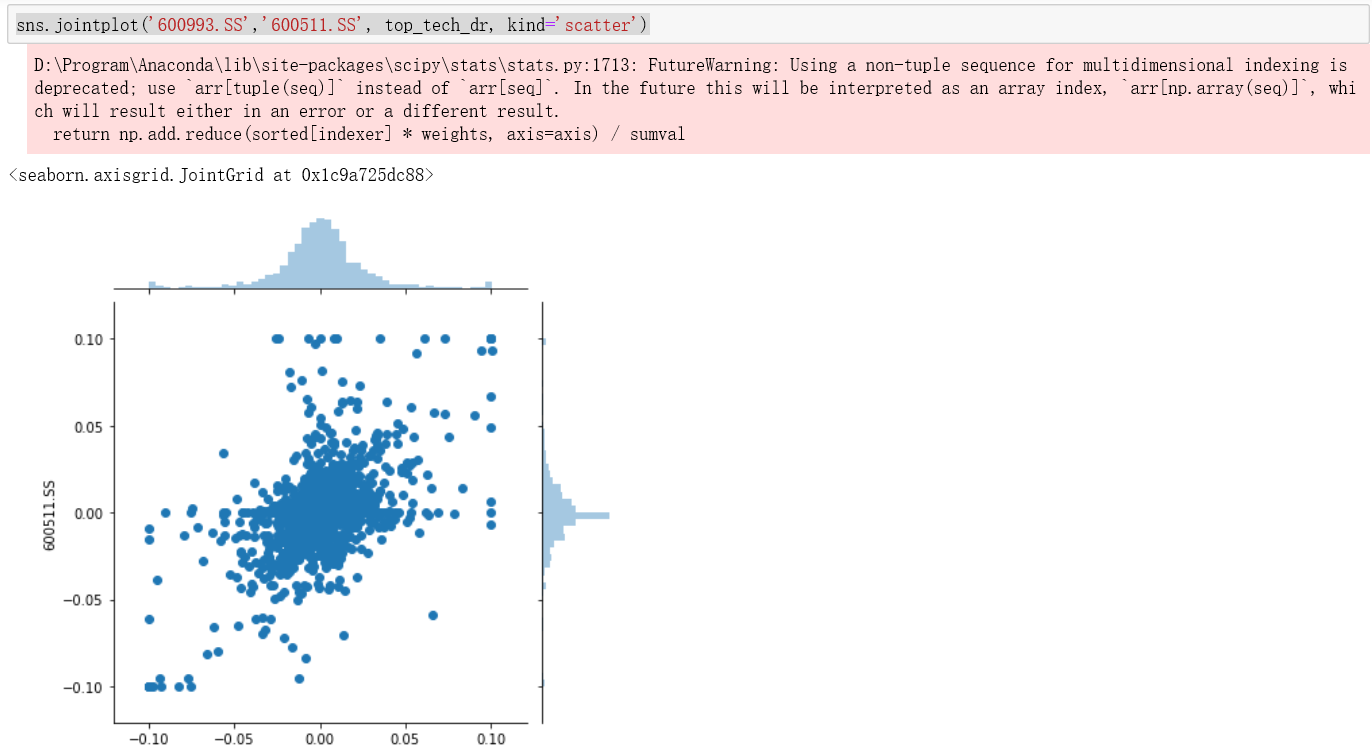 sns.jointplot('600993.SS','600511.SS', top_tech_dr, kind='scatter')
D:\Program\Anaconda\lib\site-packages\scipy\stats\stats.py:1713: FutureWarning: Using a non-tuple sequence for multidimensional indexing is
deprecated; use `arr[tuple(seq)]` instead of `arr[seq]`. In the future this will be interpreted as an array index, `arr[np.array(seq)]`, whi
ch will result either in an error or a different result.
return np.add.reduce(sorted[indexer] * weights, axis=axis) / sumval
<seaborn.axisgrid.JointGrid at 0x1c9a725dc88>
0.10
0.05
0.00
−0.05
−0.10
600511.SS
−0.10 −0.05 0.00 0.05 0.10